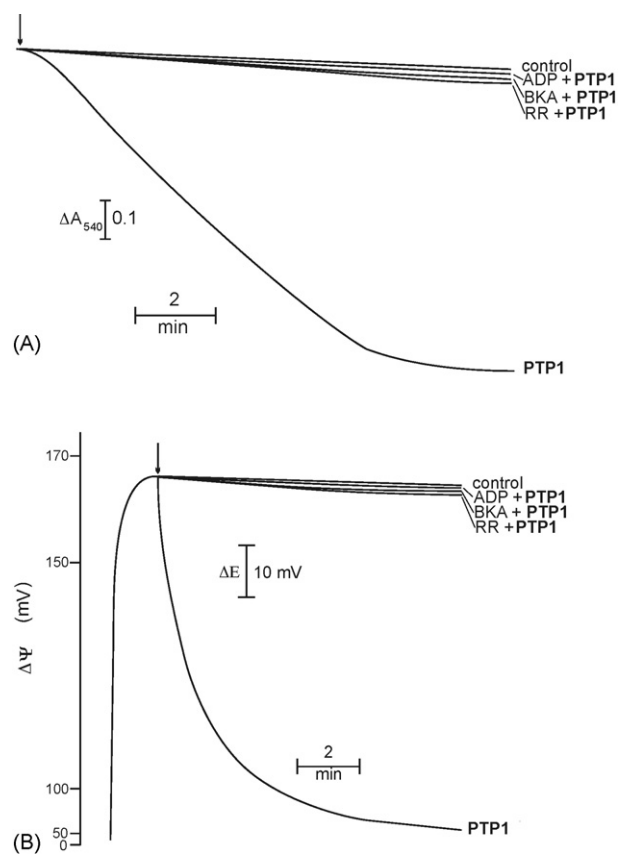 control
ADP + PTP1
BKA + PTP1
RR + PTP1
ΔA540 0.1
2
min
(A)
PTP1
170
control
ADP + PTP1
BKA + PTP1
RR + PTP1
150
ΔE 10 mV
ΔΨ (mV)
2
min
100
PTP1
50
0
(B)